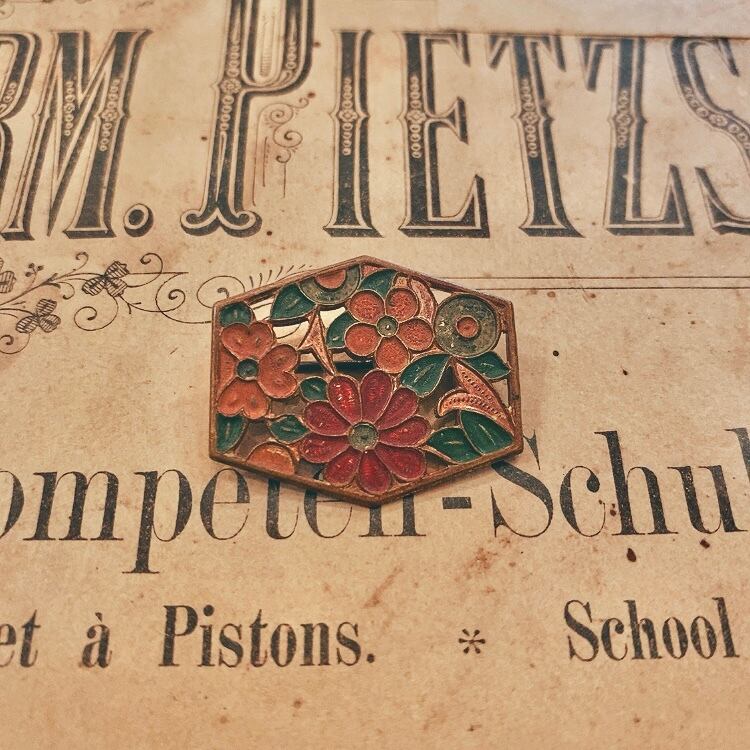 RM. PIETZS
ompeten-Schul
et à Pistons. * School